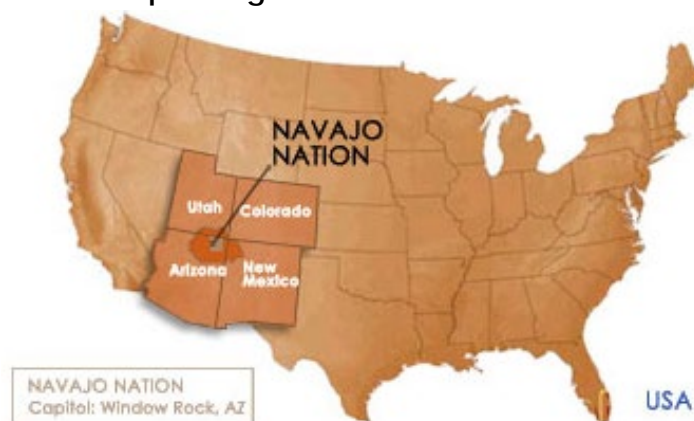 NAVAJO
NATION
Utah
Colorado
Arizona
New
Mexico
NAVAJO NATION
Capitol: Window Rock, AZ
USA